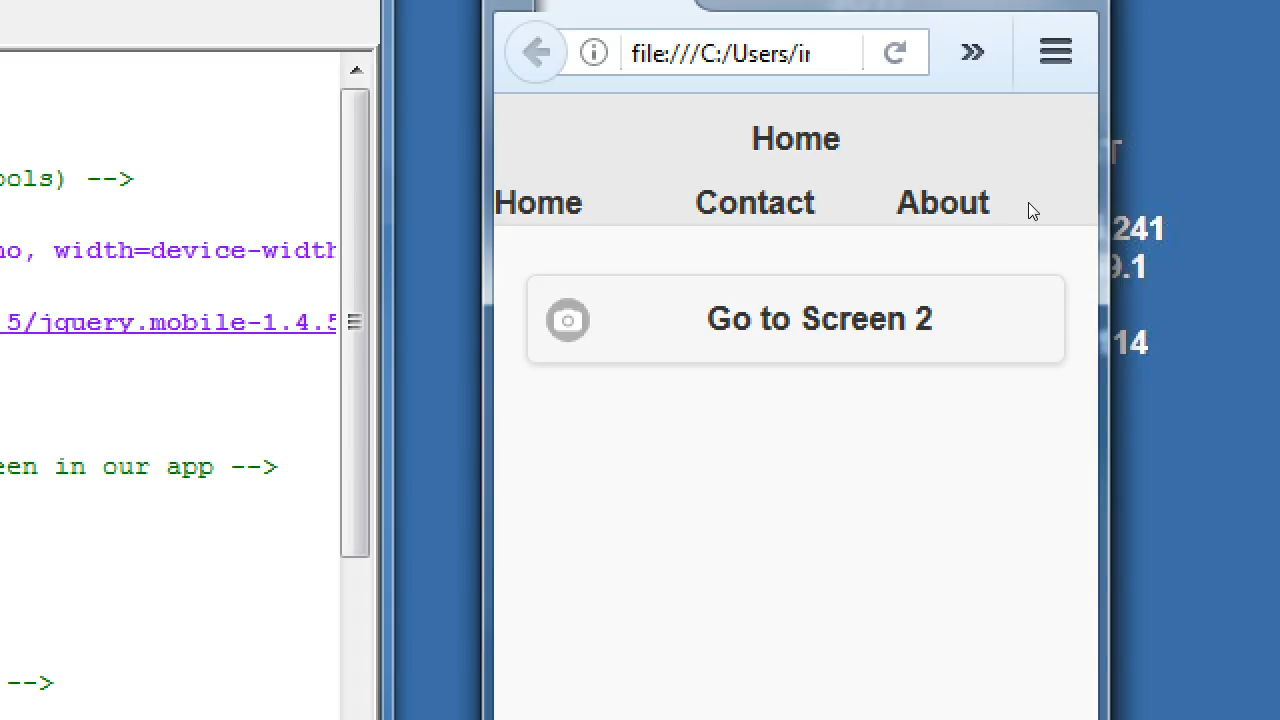 ools) -->
no, width=device-width
5/jquery.mobile-1.4.5
een in our app -->
-->
file:///C:/Users/ir
Home
Home Contact About
Go to Screen 2
T
241
9.1
14